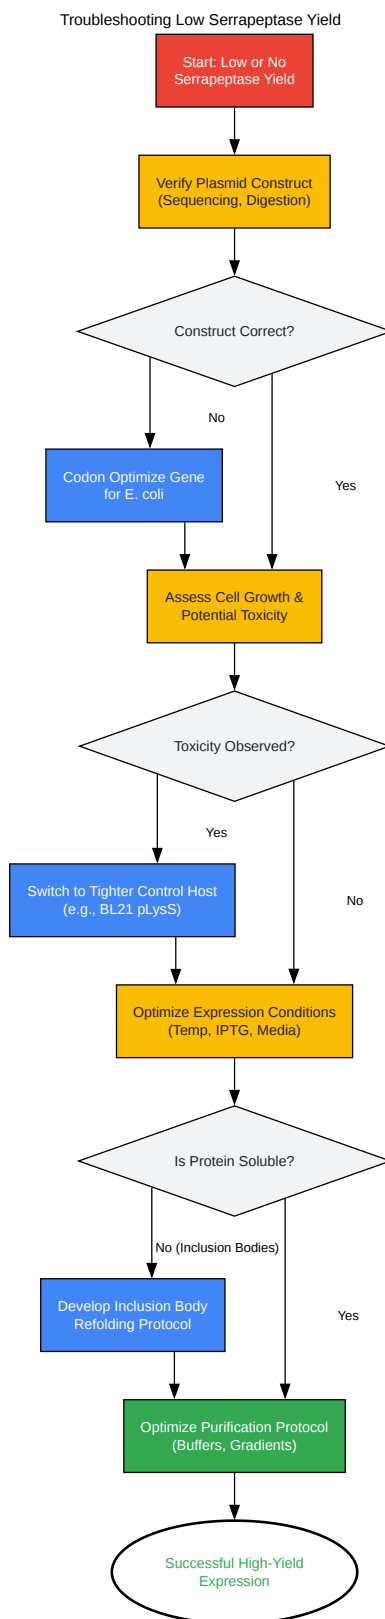 Troubleshooting Low Serrapeptase Yield
Start: Low or No
Serrapeptase Yield
Verify Plasmid Construct
(Sequencing, Digestion)
Construct Correct?
No
Codon Optimize Gene
for E. coli
Yes
Assess Cell Growth &
Potential Toxicity
Toxicity Observed?
Yes
Switch to Tighter Control Host
(e.g., BL21 pLysS)
No
Optimize Expression Conditions
(Temp, IPTG, Media)
Is Protein Soluble?
No (Inclusion Bodies)
Develop Inclusion Body
Refolding Protocol
Yes
Optimize Purification Protocol
(Buffers, Gradients)
Successful High-Yield
Expression